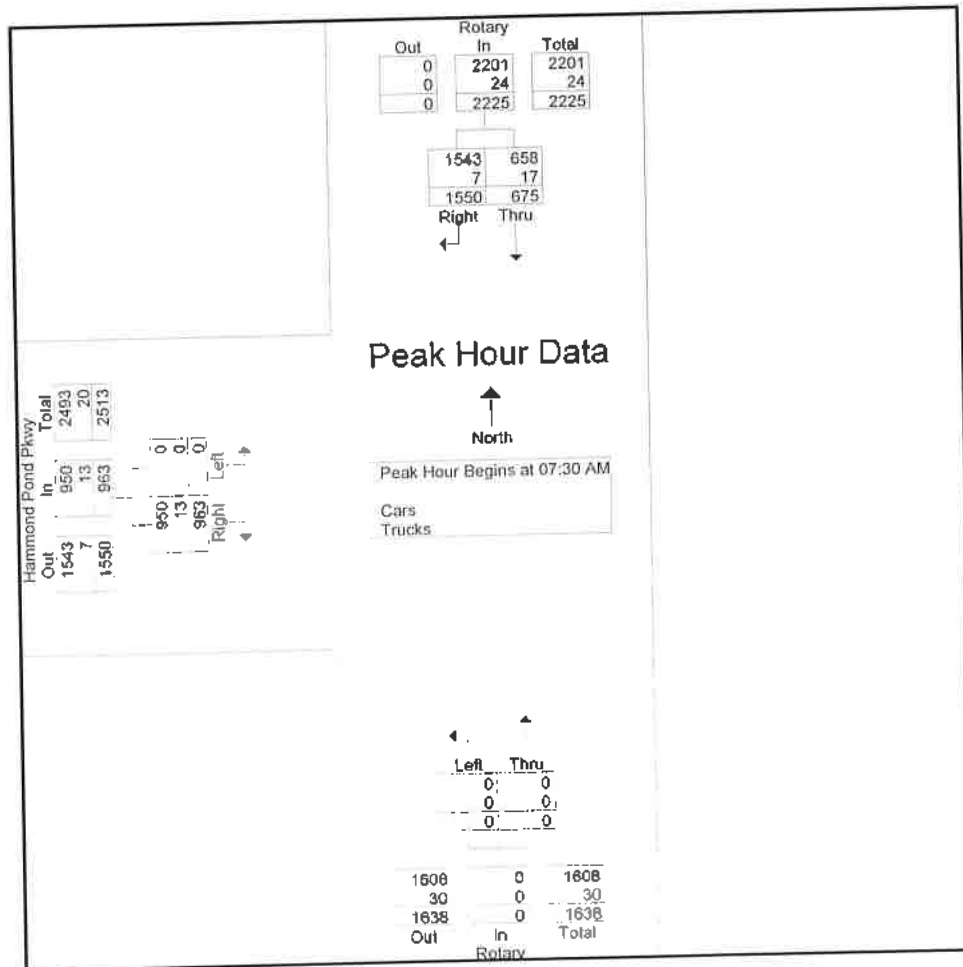 Rotary
Out In Total
0 2201 2201
0 24 24
0 2225 2225
1543 658
7 17
1550 675
Right Thru
Peak Hour Data
North
Peak Hour Begins at 07:30 AM
Cars
Trucks
Hammond Pond Pkwy
Out In Total
1543 950 2493
7 13 20
1550 963 2513
Right Left
950 0
13 0
963 0
Left Thru
0 0
0 0
0 0
1608 0 1608
30 0 30
1638 0 1638
Out In Total
Rotary